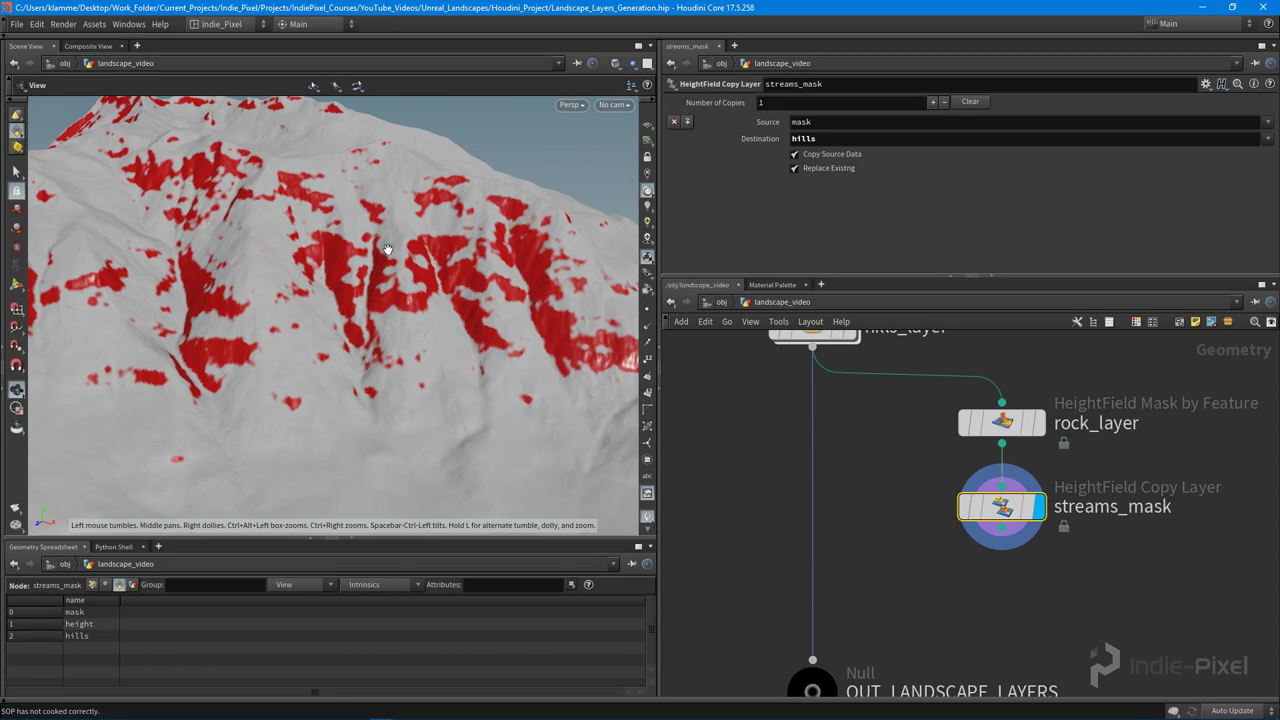 C:/Users/klamme/Desktop/Work_Folder/Current_Projects/Indie_Pixel/Projects/IndiePixel_Courses/YouTube_Videos/Unreal_Landscapes/Houdini_Project/Landscape_Layers_Generation.hip - Houdini Core 17.5.258
File Edit Render Assets Windows Help Indie_Pixel Main Main
Scene View Composite View
obj landscape_video
View
Persp No cam
Left mouse tumbles. Middle pans. Right dollies. Ctrl+Alt+Left box-zooms. Ctrl+Right zooms. Spacebar-Ctrl-Left tilts. Hold L for alternate tumble, dolly, and zoom.
Geometry Spreadsheet Python Shell
obj landscape_video
Node: streams_mask Group: View Intrinsics Attributes:
name
0 mask
1 height
2 hills
SOP has not cooked correctly.
streams_mask
obj landscape_video
HeightField Copy Layer streams_mask
Number of Copies 1 Clear
Source mask
Destination hills
Copy Source Data
Replace Existng
/obj/landscape_video Material Palette
obj landscape_video
Add Edit Go View Tools Layout Help
Geometry
hills_layer
HeightField Mask by Feature
rock_layer
HeightField Copy Layer
streams_mask
Null
OUT_LANDSCAPE_LAYERS
Indie-Pixel
Auto Update